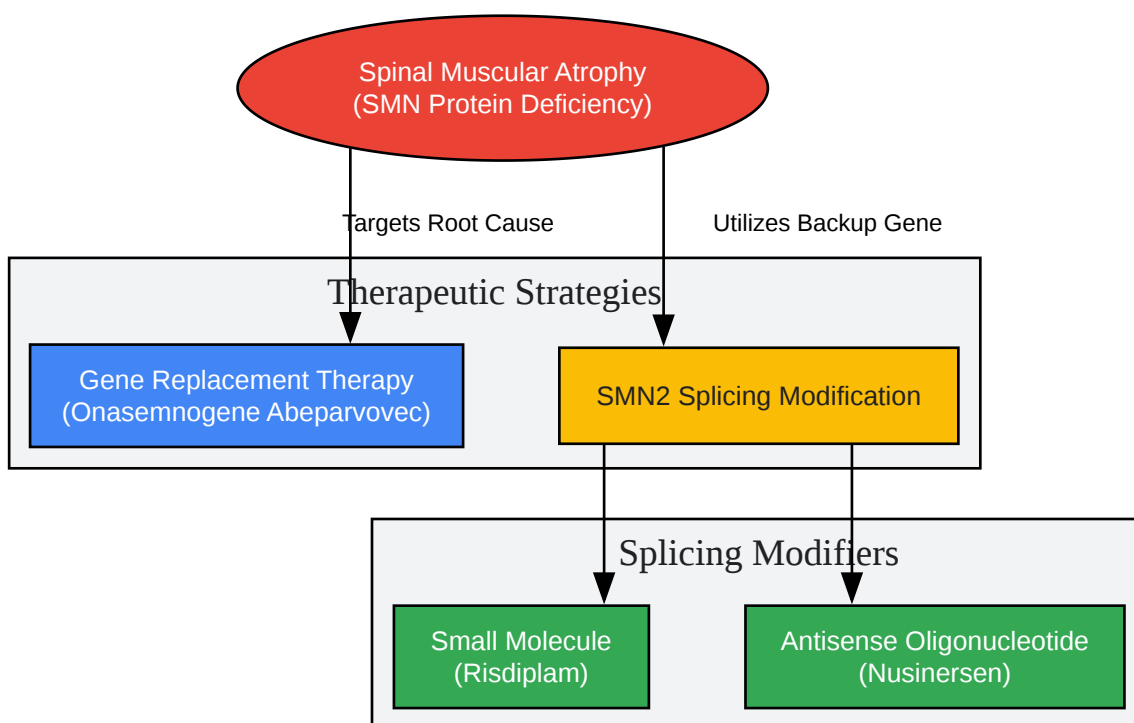 Spinal Muscular Atrophy
(SMN Protein Deficiency)
Targets Root Cause
Utilizes Backup Gene
Therapeutic Strategies
Gene Replacement Therapy
(Onasemnogene Abeparvovec)
SMN2 Splicing Modification
Splicing Modifiers
Small Molecule
(Risdiplam)
Antisense Oligonucleotide
(Nusinersen)